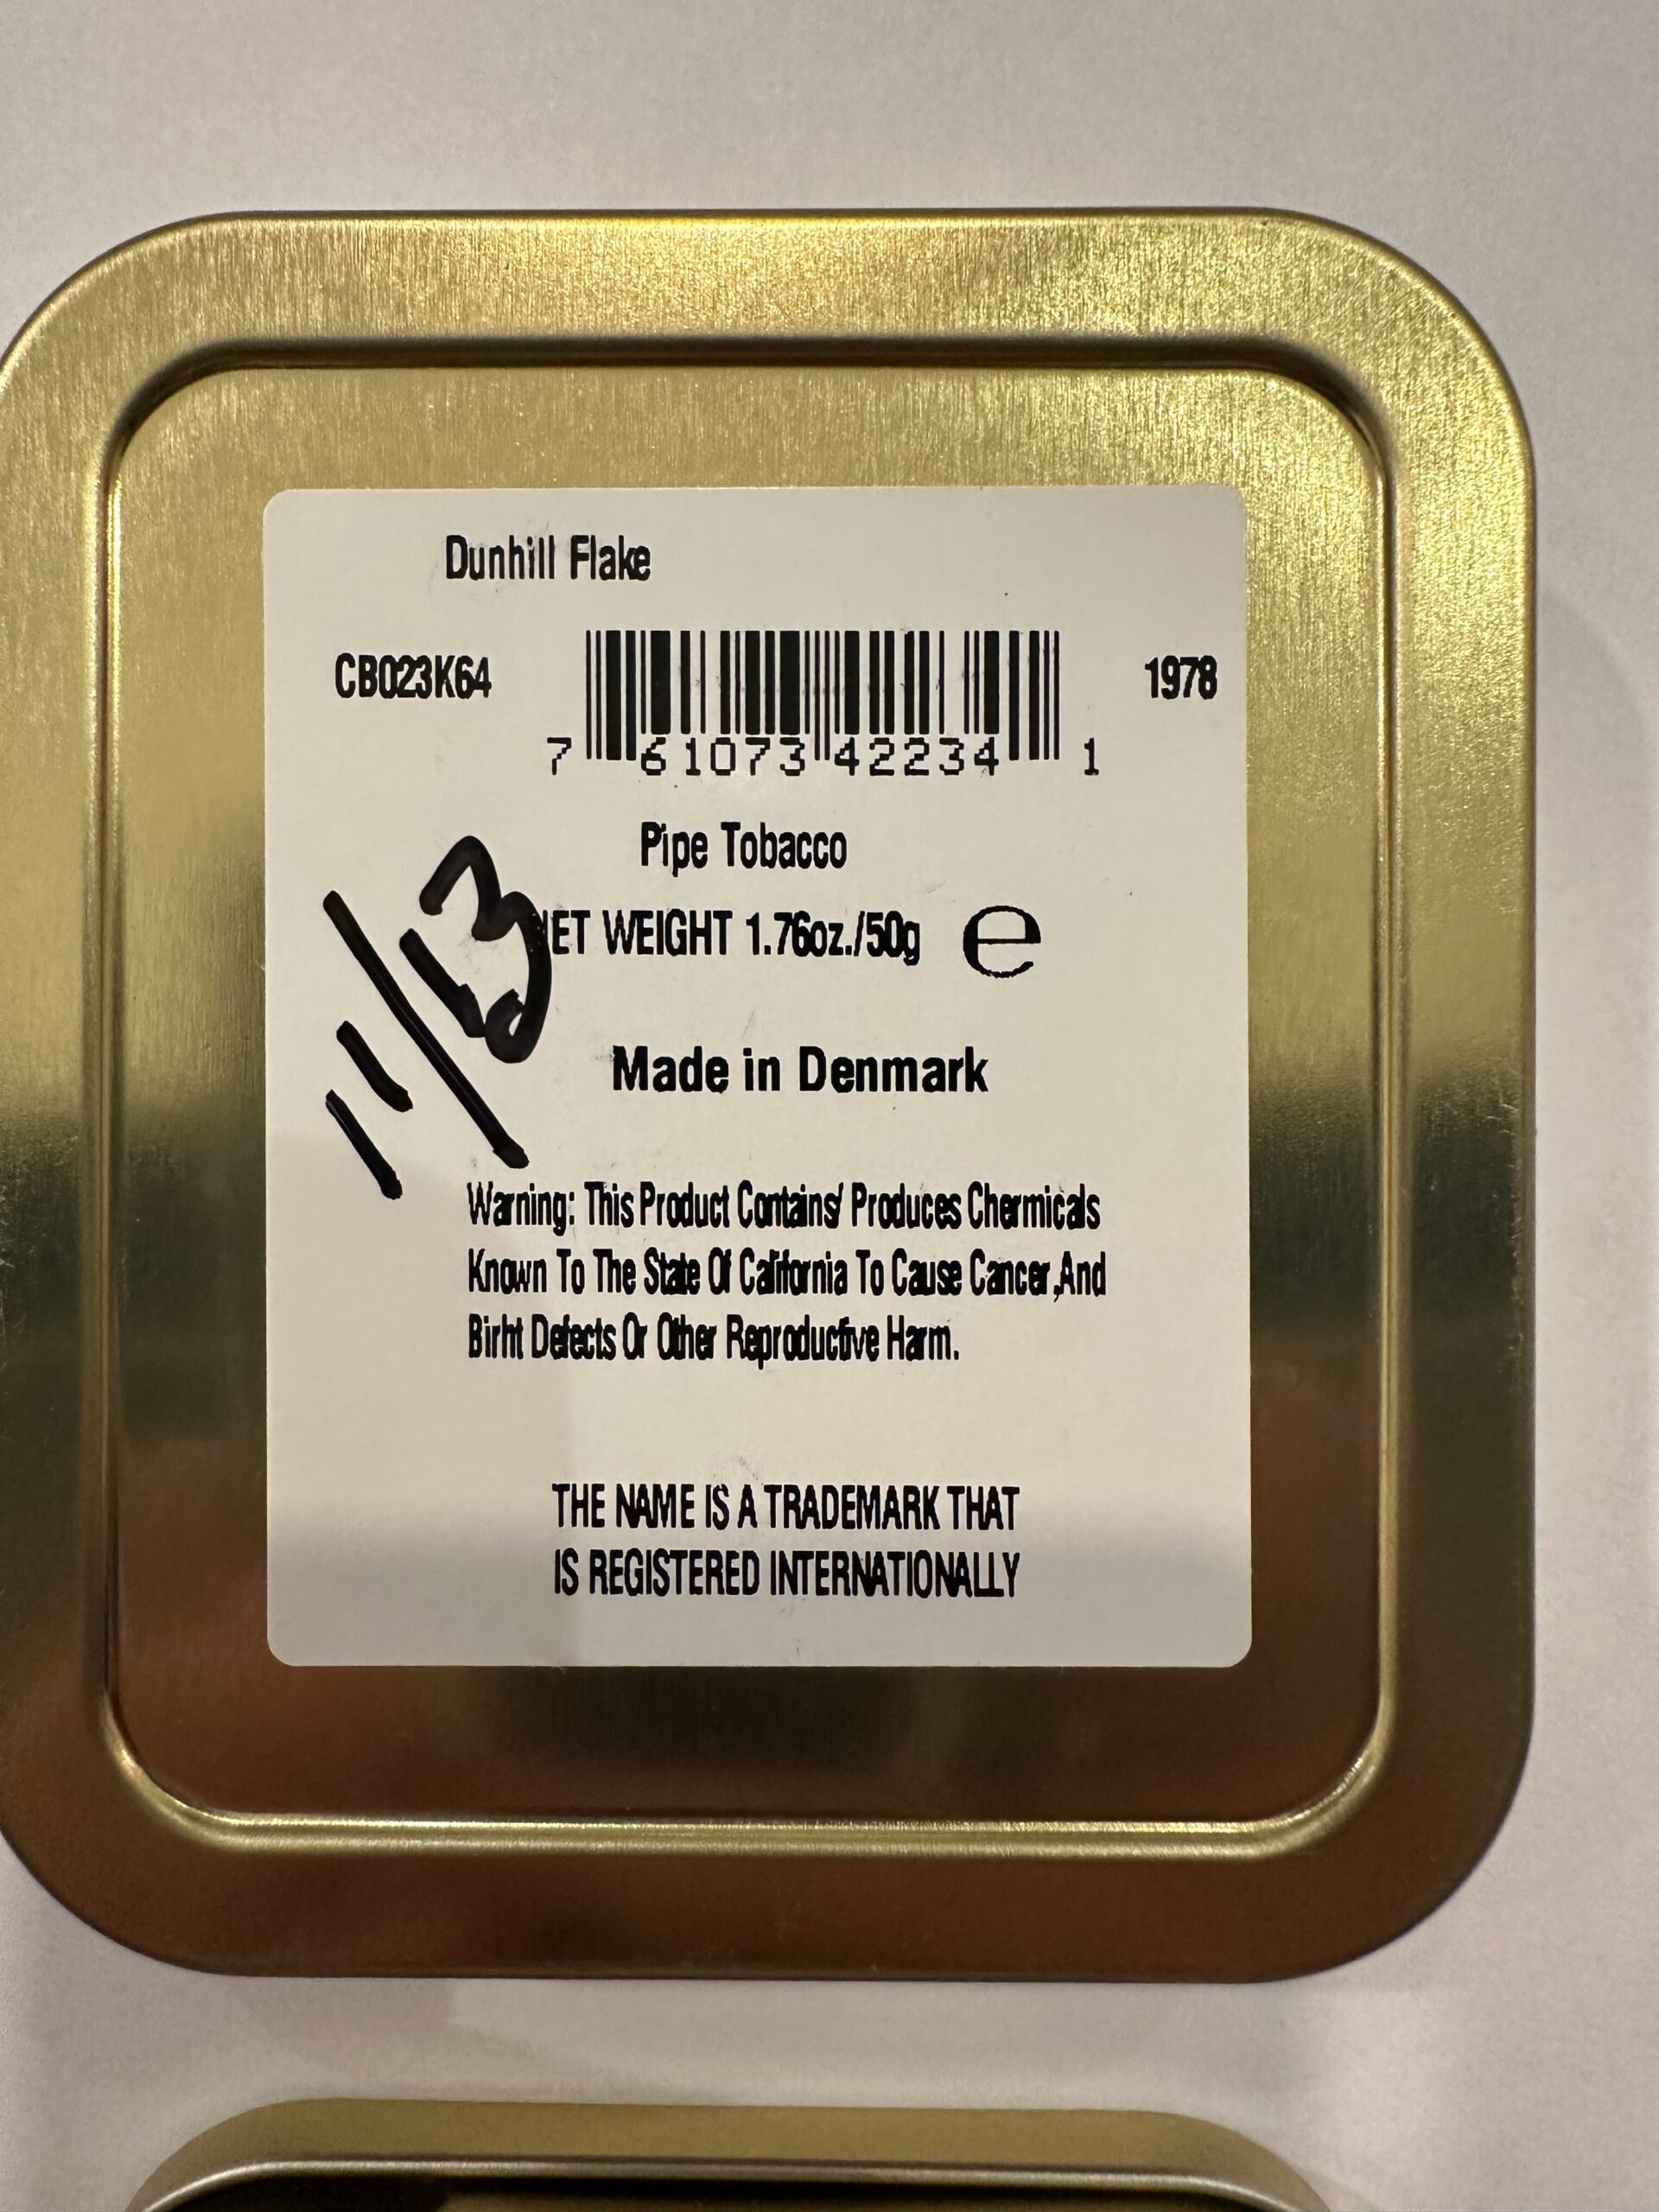 Dunhill Flake
CB023K64
1978
7 61073 42234 1
Pipe Tobacco
11/13
NET WEIGHT 1.76oz./50g e
Made in Denmark
Warning: This Product Contains/ Produces Chermicals
Known To The State Of California To Cause Cancer,And
Birht Defects Or Other Reproductive Harm.
THE NAME IS A TRADEMARK THAT
IS REGISTERED INTERNATIONALLY